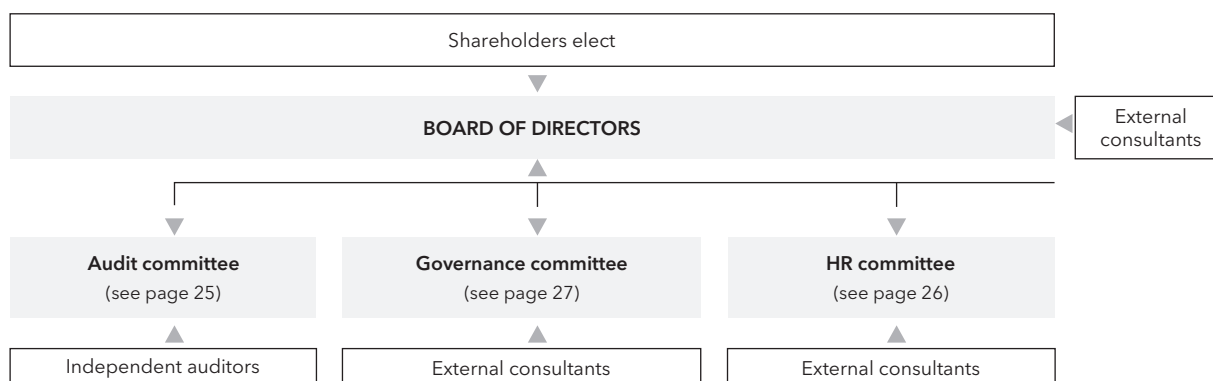 Shareholders elect
BOARD OF DIRECTORS
External
consultants
Audit committee
(see page 25)
Governance committee
(see page 27)
HR committee
(see page 26)
Independent auditors
External consultants
External consultants